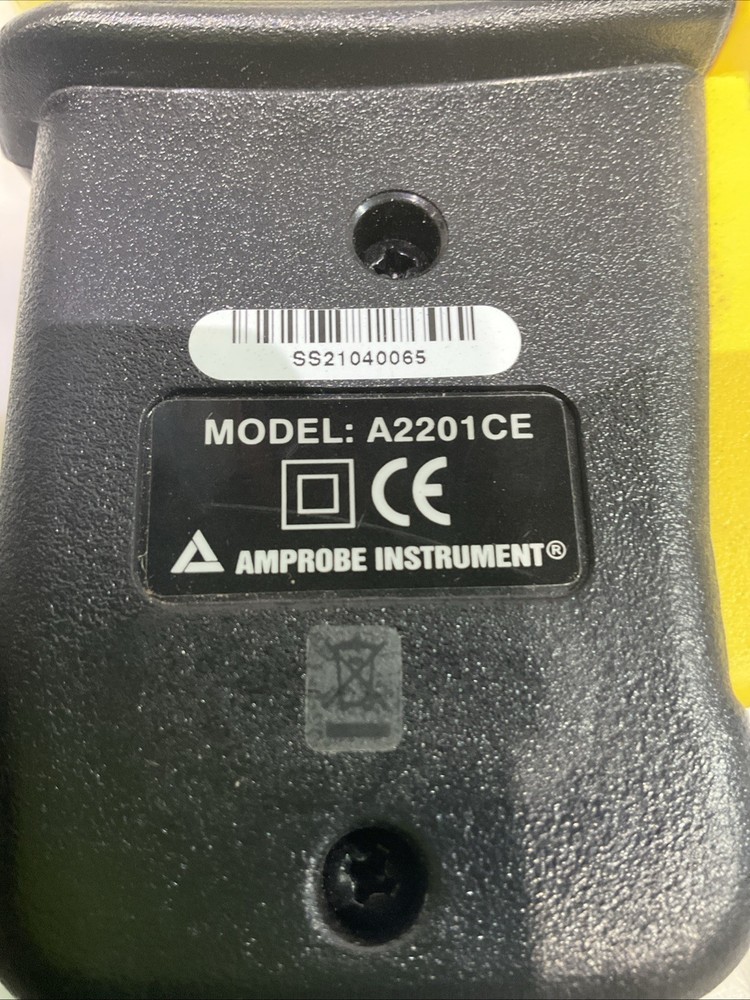 SS21040065
MODEL: A2201CE
CE
AMPROBE INSTRUMENT®